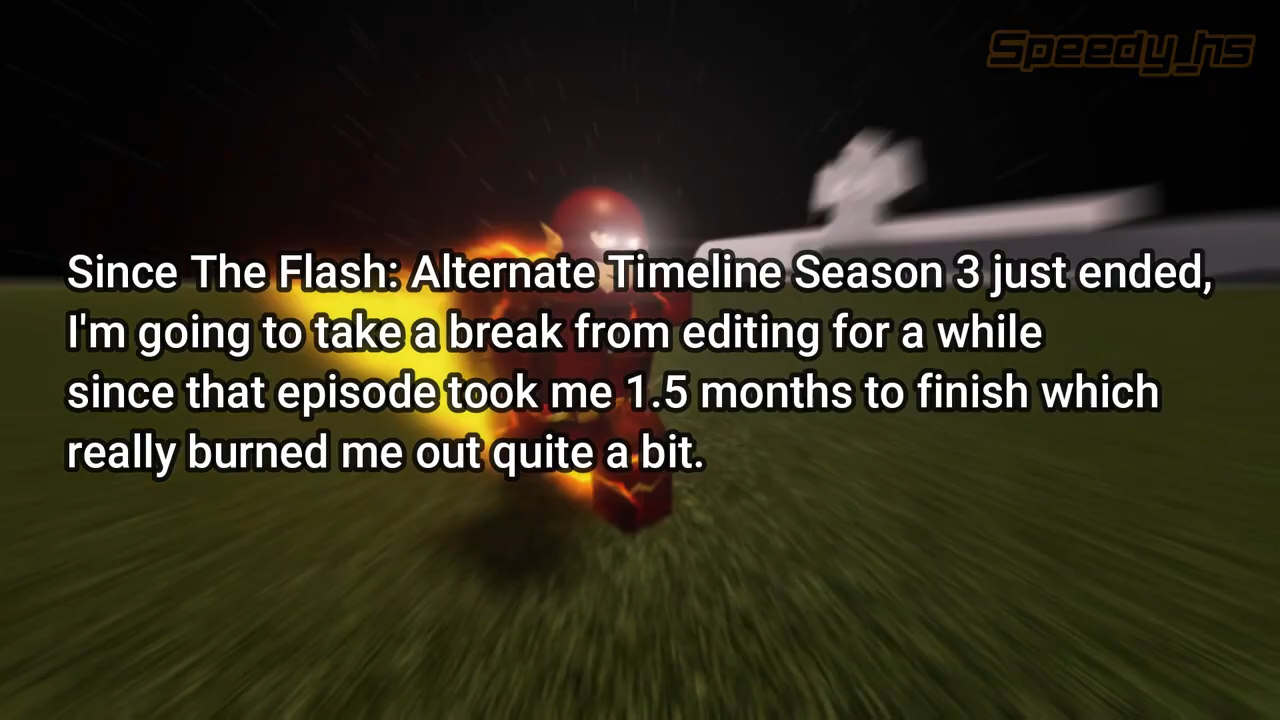 Speedy_hs
Since The Flash: Alternate Timeline Season 3 just ended,
I'm going to take a break from editing for a while
since that episode took me 1.5 months to finish which
really burned me out quite a bit.